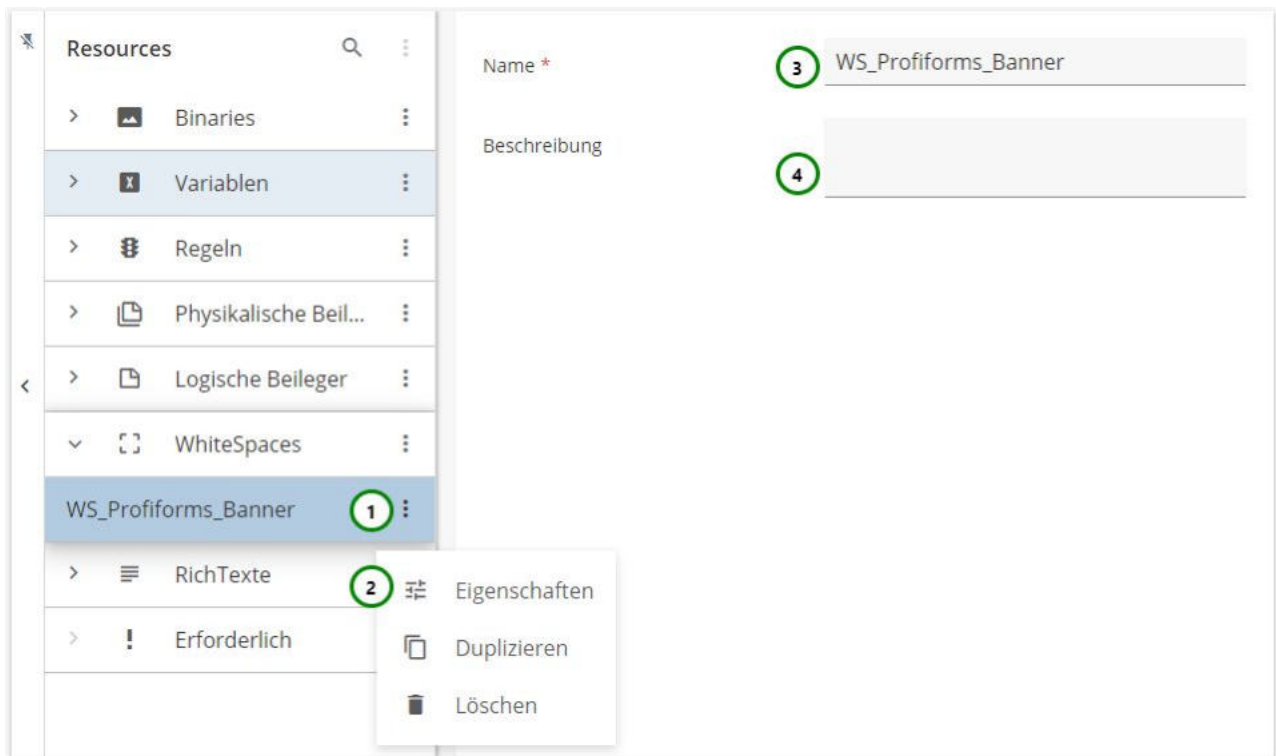 Resources
Binaries
X Variablen
Regeln
Physikalische Beil...
Logische Beileger
WhiteSpaces
WS_Profiforms_Banner 1
RichTexte
! Erforderlich
2 Eigenschaften
Duplizieren
Löschen
Name * 3 WS_Profiforms_Banner
Beschreibung 4